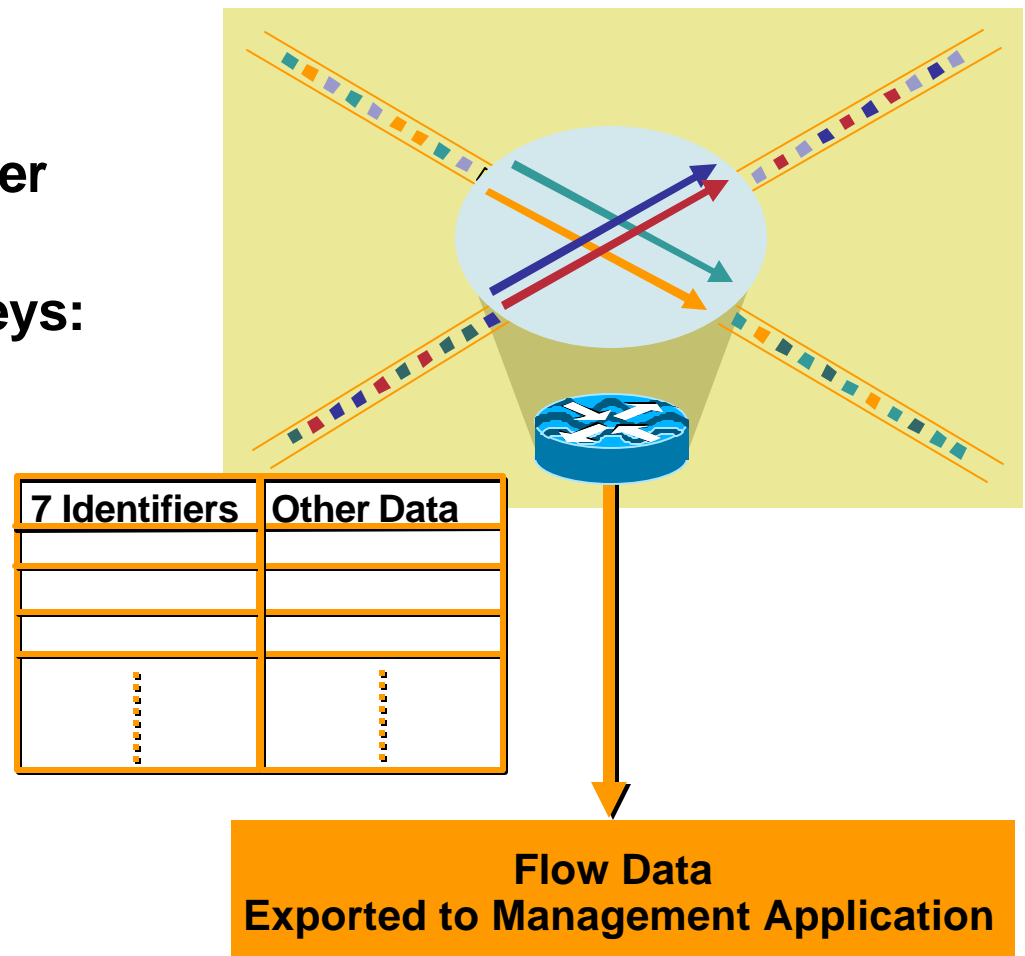 er
eys:
7 Identifiers Other Data
Flow Data
Exported to Management Application